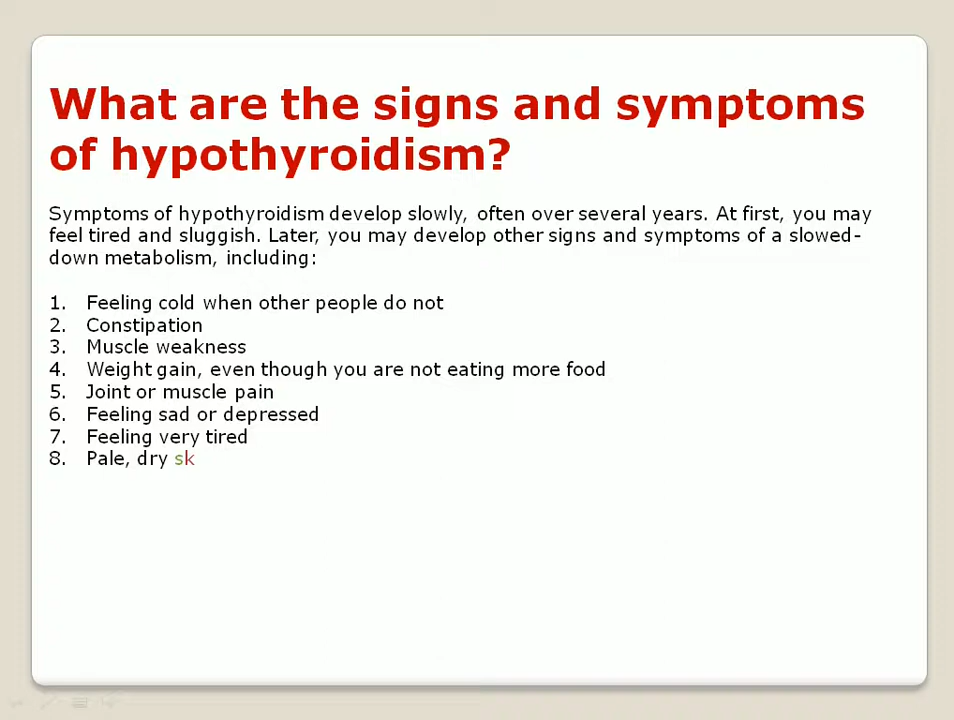 What are the signs and symptoms
of hypothyroidism?
Symptoms of hypothyroidism develop slowly, often over several years. At first, you may
feel tired and sluggish. Later, you may develop other signs and symptoms of a slowed-
down metabolism, including:
1. Feeling cold when other people do not
2. Constipation
3. Muscle weakness
4. Weight gain, even though you are not eating more food
5. Joint or muscle pain
6. Feeling sad or depressed
7. Feeling very tired
8. Pale, dry sk